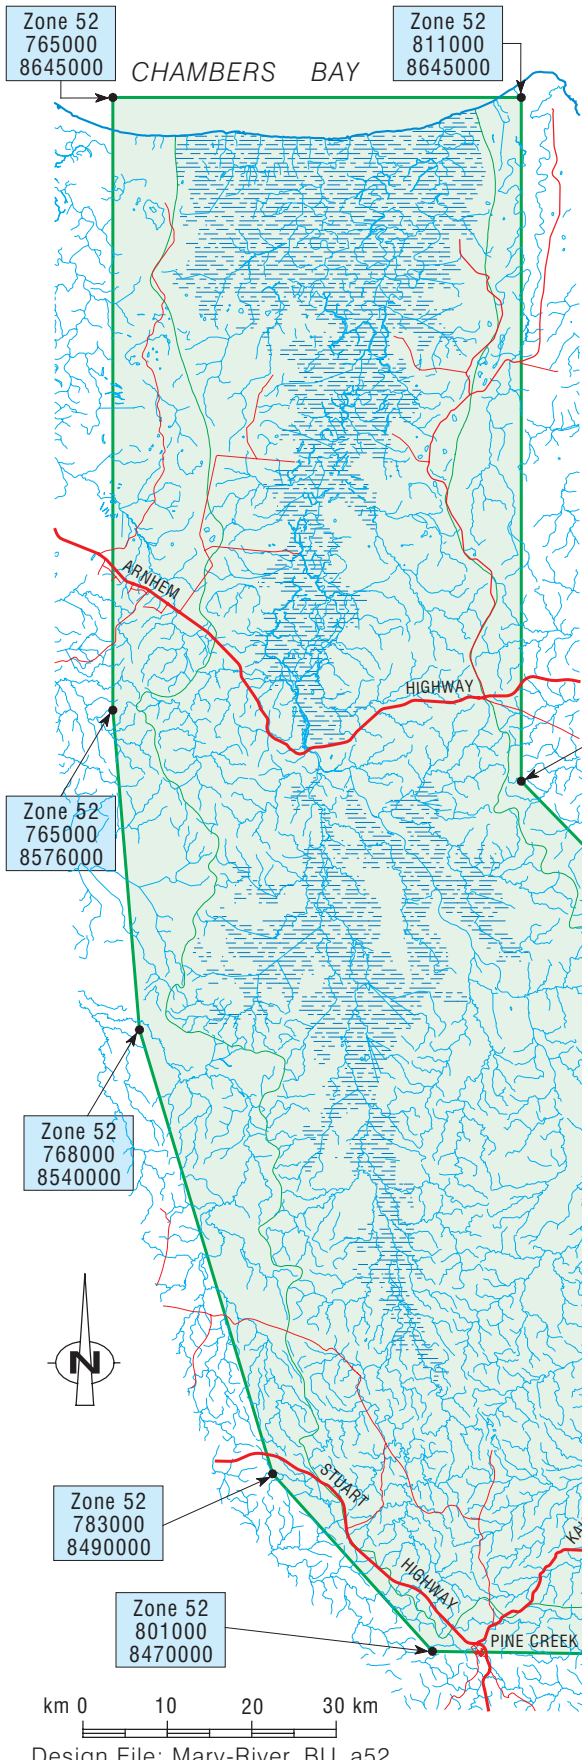 Zone 52
765000
8645000
Zone 52
811000
8645000
CHAMBERS BAY
ARNHEM
HIGHWAY
Zone 52
765000
8576000
Zone 52
768000
8540000
N
STUART
Zone 52
783000
8490000
HIGHWAY
Zone 52
801000
8470000
PINE CREEK
km 0 10 20 30 km